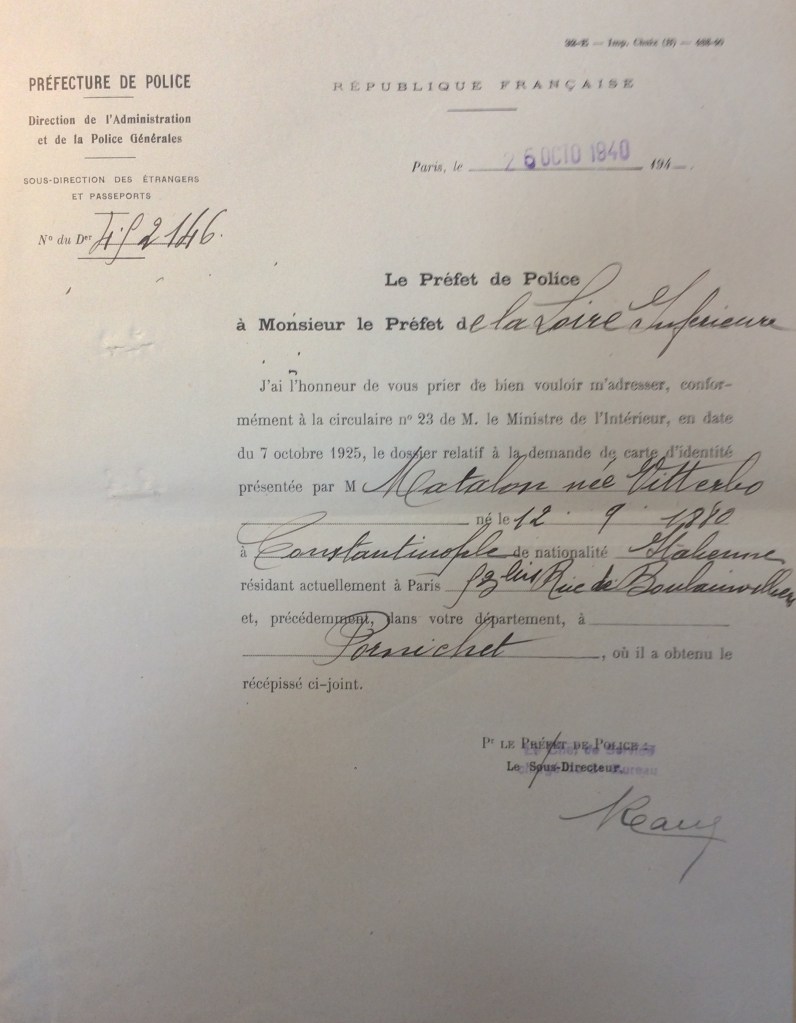 PRÉFECTURE DE POLICE
Direction de l'Administration
et de la Police Générales
SOUS-DIRECTION DES ÉTRANGERS
ET PASSEPORTS
N° du Der
RÉPUBLIQUE FRANÇAISE
Paris, le 26 OCTO 1940 194
Le Préfet de Police
à Monsieur le Préfet de la Loire Inférieure
J'ai l'honneur de vous prier de bien vouloir m'adresser, confor-
mément à la circulaire n° 23 de M. le Ministre de l'Intérieur, en date
du 7 octobre 1925, le dossier relatif à la demande de carte d'identité
présentée par M Matalon née Vitterbo
né le 12 . 9 . 1880
à Constantinople de nationalité Italienne
résidant actuellement à Paris bis Rue de Boulainvilliers
et, précédemment, dans votre département, à
Pornichet, où il a obtenu le
récépissé ci-joint.
Pr LE PRÉFET DE POLICE :
Le Sous-Directeur.